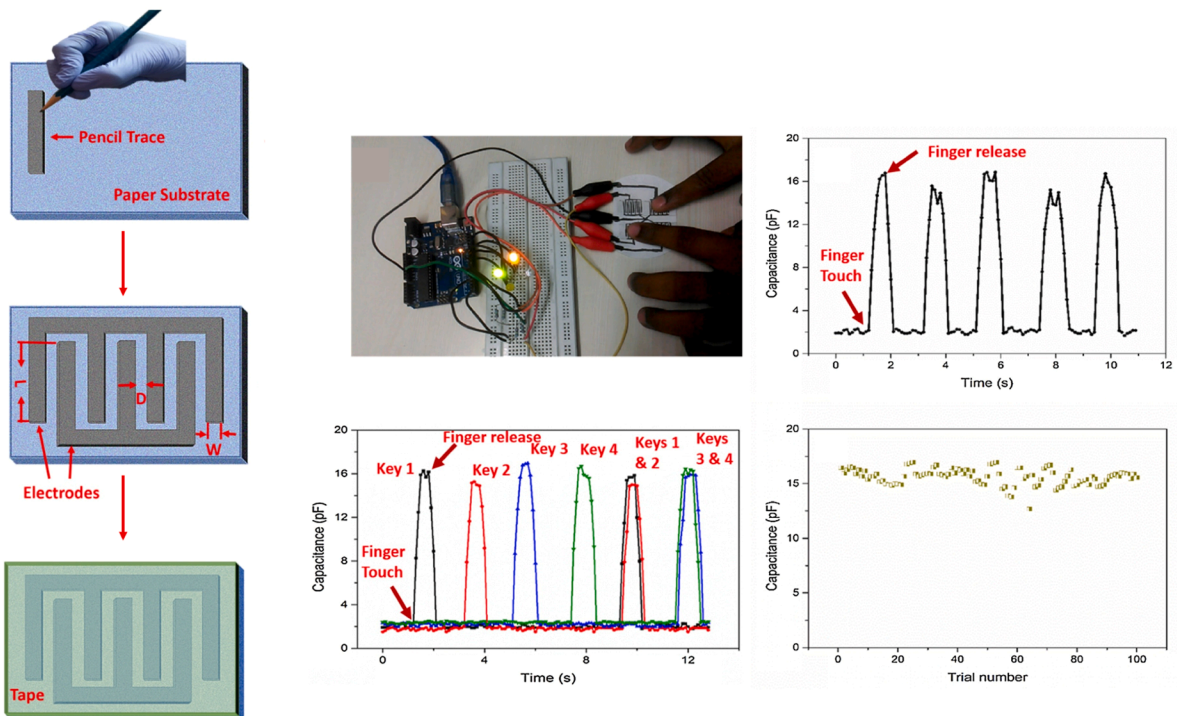 Pencil Trace
Paper Substrate
L
D
W
Electrodes
Tape
20
16
12
8
4
0
Capacitance (pF)
Finger release
Finger
Touch
0 2 4 6 8 10 12
Time (s)
20
16
12
8
4
0
Capacitance (pF)
Finger release
Key 1
Key 2
Key 3
Key 4
Keys 1
& 2
Keys
3 & 4
Finger
Touch
0 4 8 12
Time (s)
20
15
10
5
0
Capacitance (pF)
0 20 40 60 80 100
Trial number